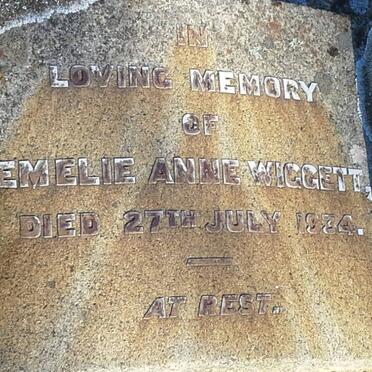 IN
LOVING MEMORY
OF
EMELIE ANNE WIGGETT,
DIED 27TH JULY 1934.
AT REST.